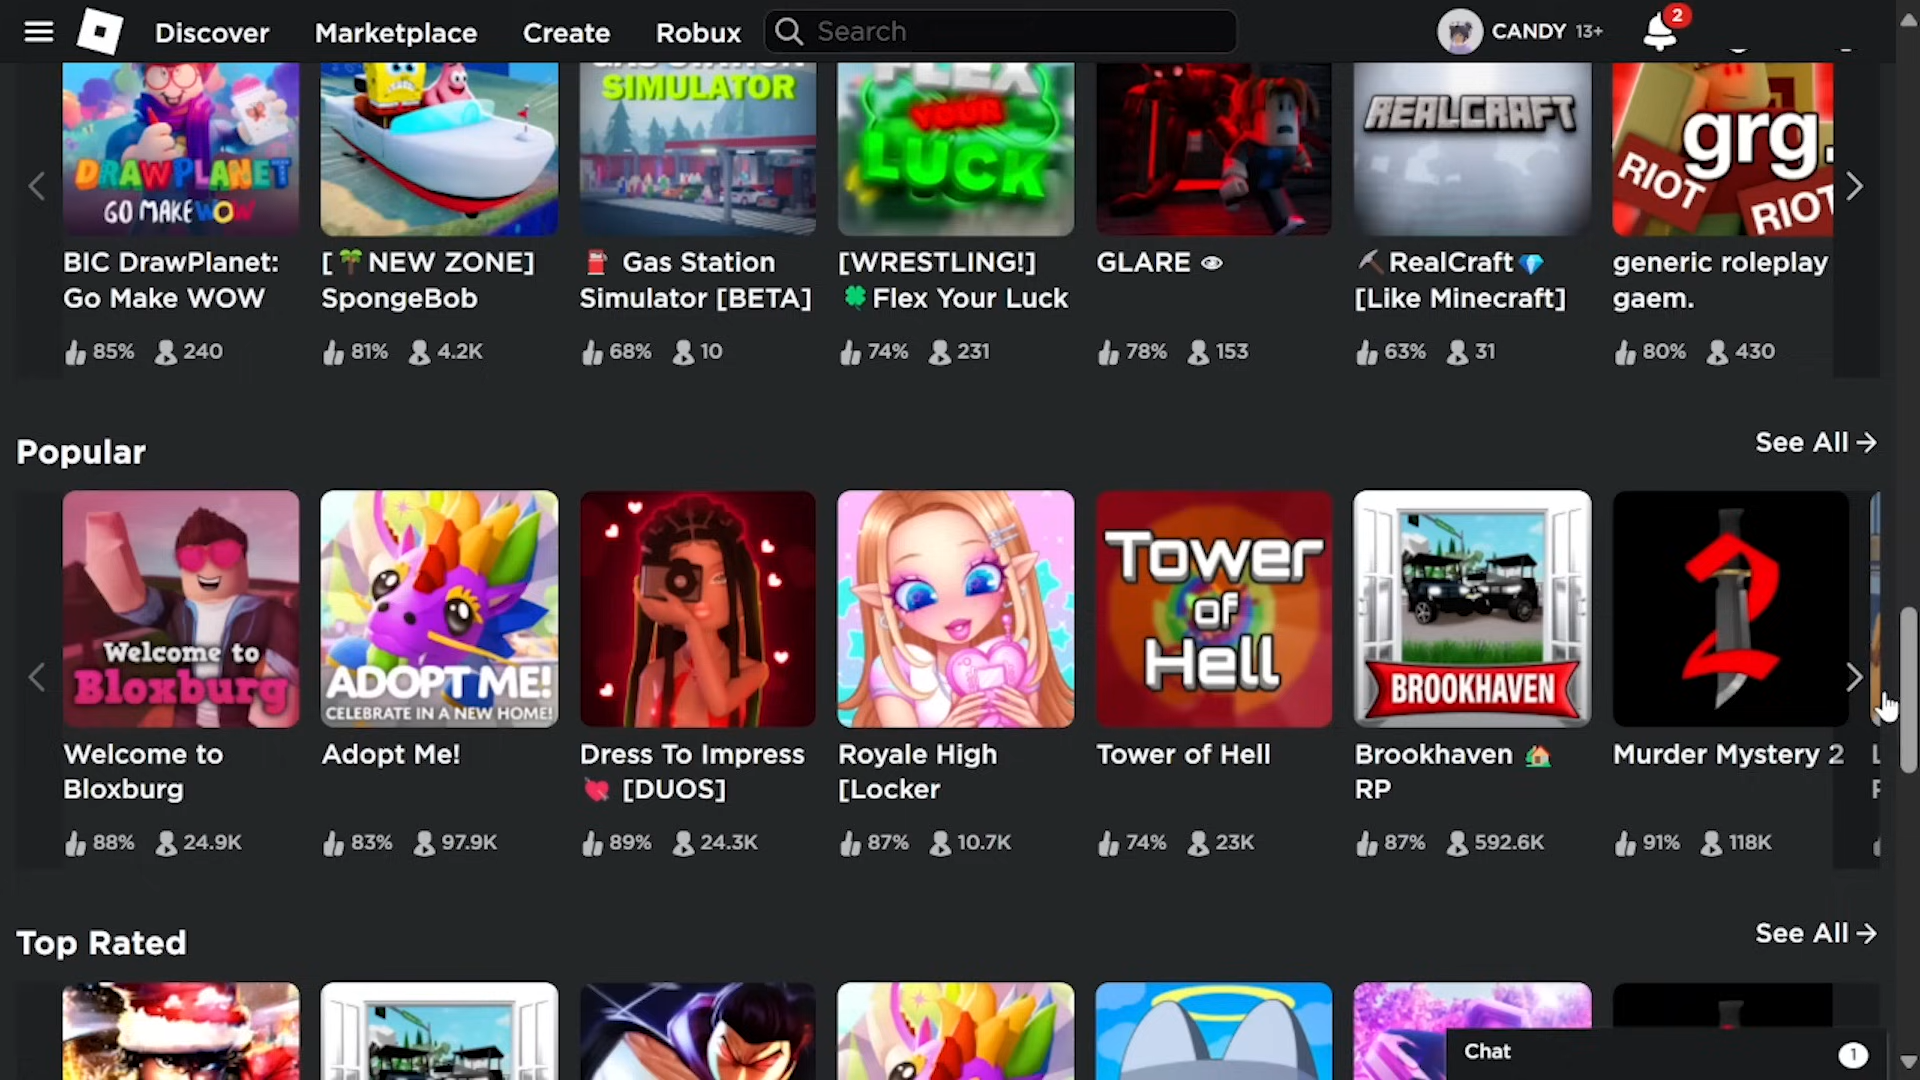 Discover Marketplace Create Robux Search CANDY 13+ 2
DRAWPLANET
GO MAKE WOW
SIMULATOR
FLEX
YOUR
LUCK
REALCRAFT
grg.
RIOT
RIOT
BIC DrawPlanet:
Go Make WOW
85% 240
[🌴NEW ZONE]
SpongeBob
81% 4.2K
⛽ Gas Station
Simulator [BETA]
68% 10
[WRESTLING!]
🍀Flex Your Luck
74% 231
GLARE 👁
78% 153
⛏RealCraft💎
[Like Minecraft]
63% 31
generic roleplay
gaem.
80% 430
Popular See All→
Welcome to
Bloxburg
ADOPT ME!
CELEBRATE IN A NEW HOME!
Tower
of
Hell
BROOKHAVEN
2
Welcome to
Bloxburg
88% 24.9K
Adopt Me!
83% 97.9K
Dress To Impress
💘 [DUOS]
89% 24.3K
Royale High
[Locker
87% 10.7K
Tower of Hell
74% 23K
Brookhaven 🏡
RP
87% 592.6K
Murder Mystery 2
91% 118K
Top Rated See All→
Chat 1